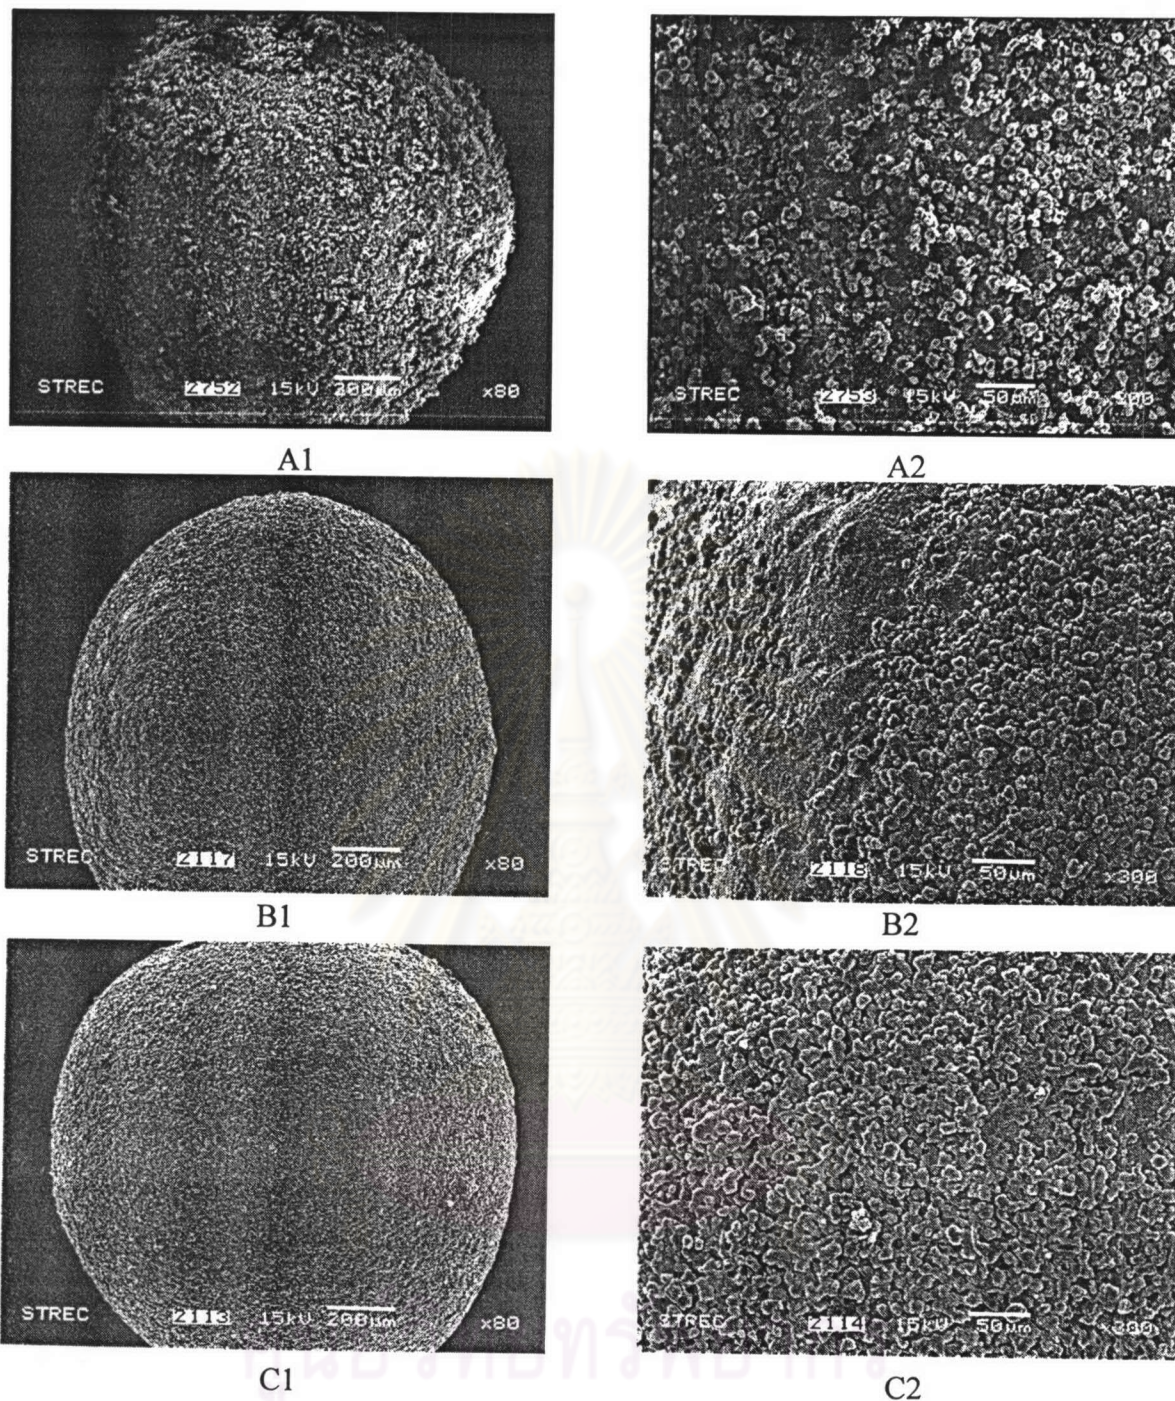 STREC 2752 15kV 200µm x80
STREC 2753 15kV 50µm
A1
A2
STREC 2117 15kV 200µm x80
STREC 2118 15kV 50µm x300
B1
B2
STREC 2113 15kV 200µm x80
STREC 2114 15kV 50µm x300
C1
C2